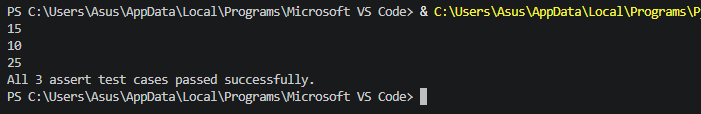 PS C:\Users\Asus\AppData\Local\Programs\Microsoft VS Code> & C:\Users\Asus\AppData\Local\Programs\P
15
10
25
All 3 assert test cases passed successfully.
PS C:\Users\Asus\AppData\Local\Programs\Microsoft VS Code>